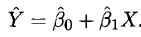 Ŷ = β̂₀ + β̂₁X.